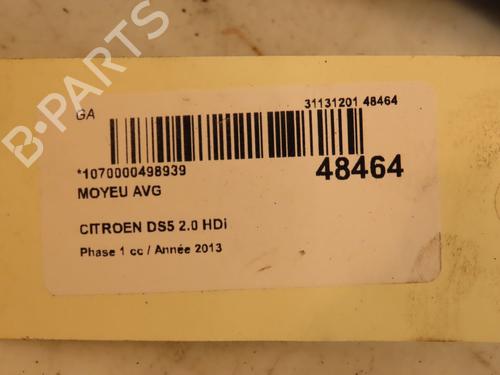 GA
31131201 48464
*1070000498939
48464
MOYEU AVG
CITROEN DS5 2.0 HDi
Phase 1 cc / Année 2013
B-PARTS